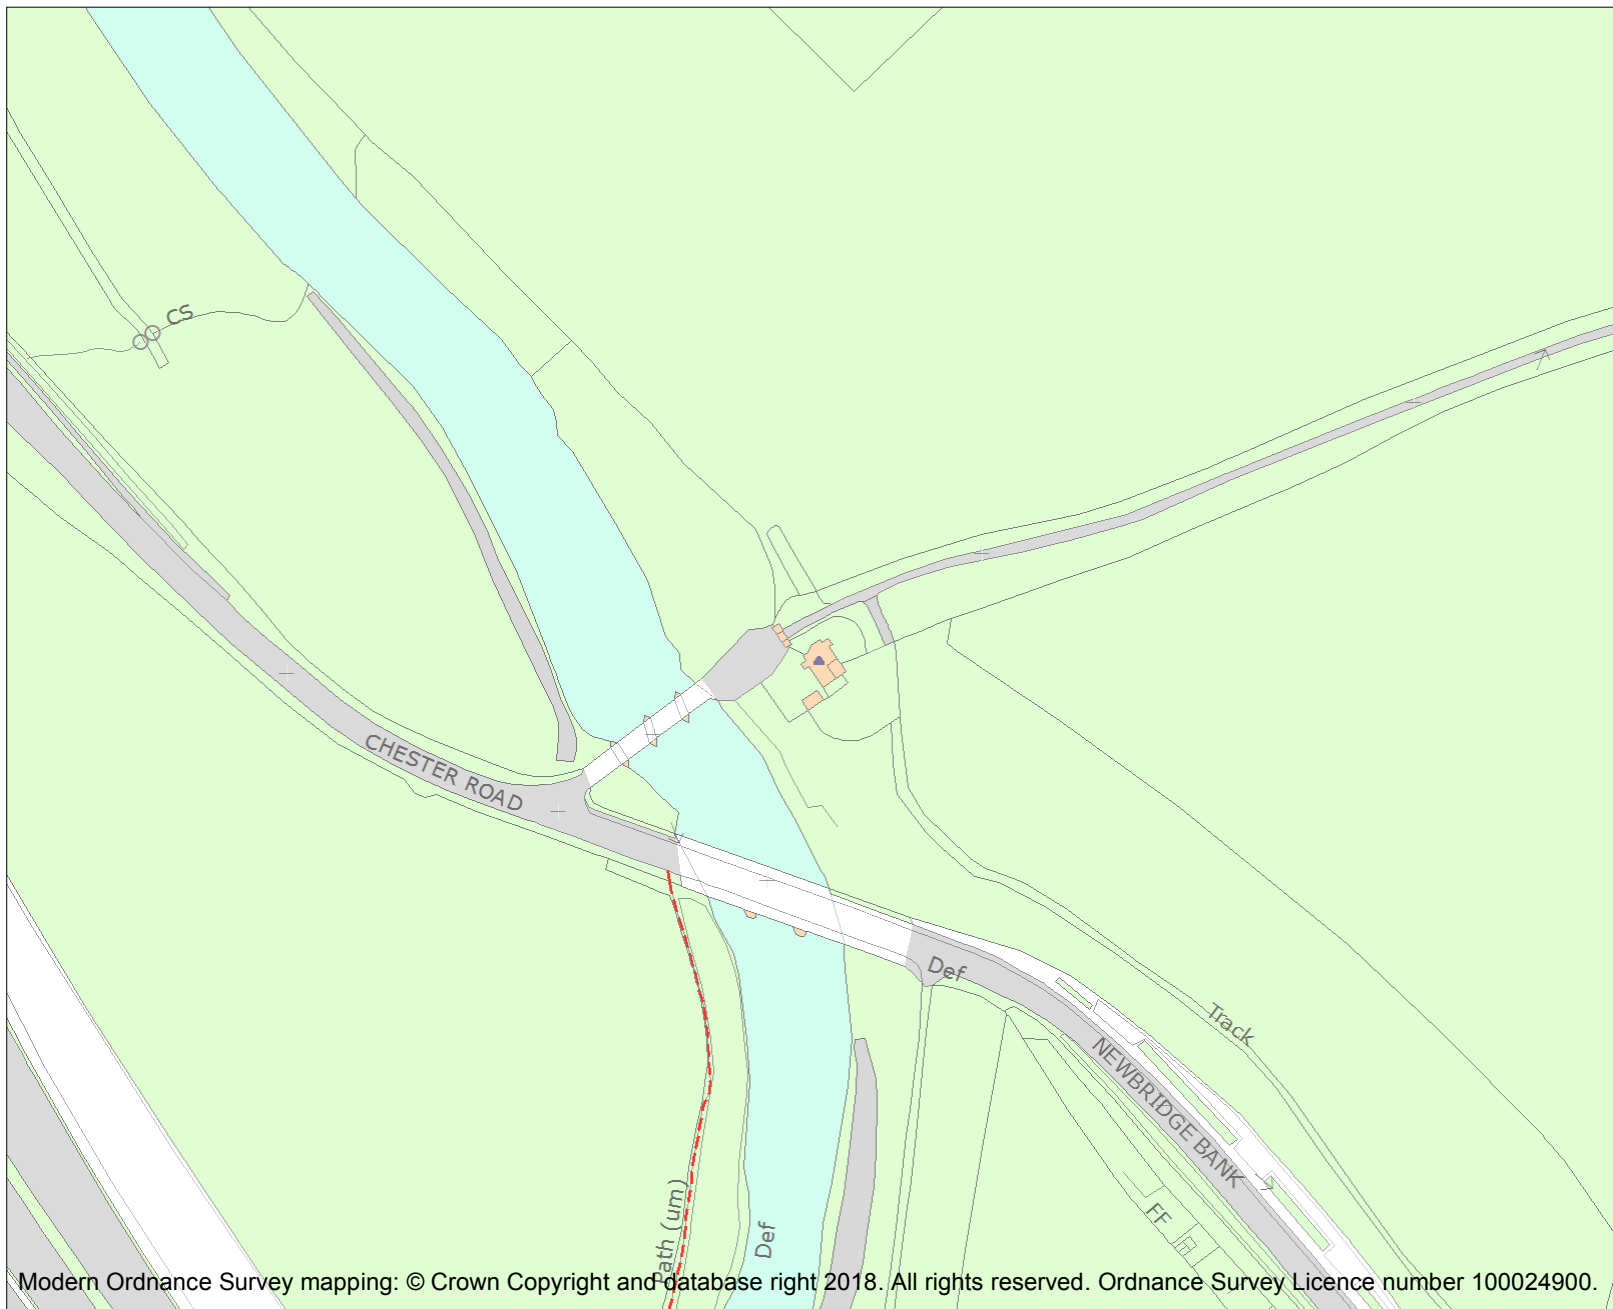 CS
CHESTER ROAD
Def
Track
NEWBRIDGE BANK
Path (um)
FF
Def
Modern Ordnance Survey mapping: © Crown Copyright and database right 2018. All rights reserved. Ordnance Survey Licence number 100024900.